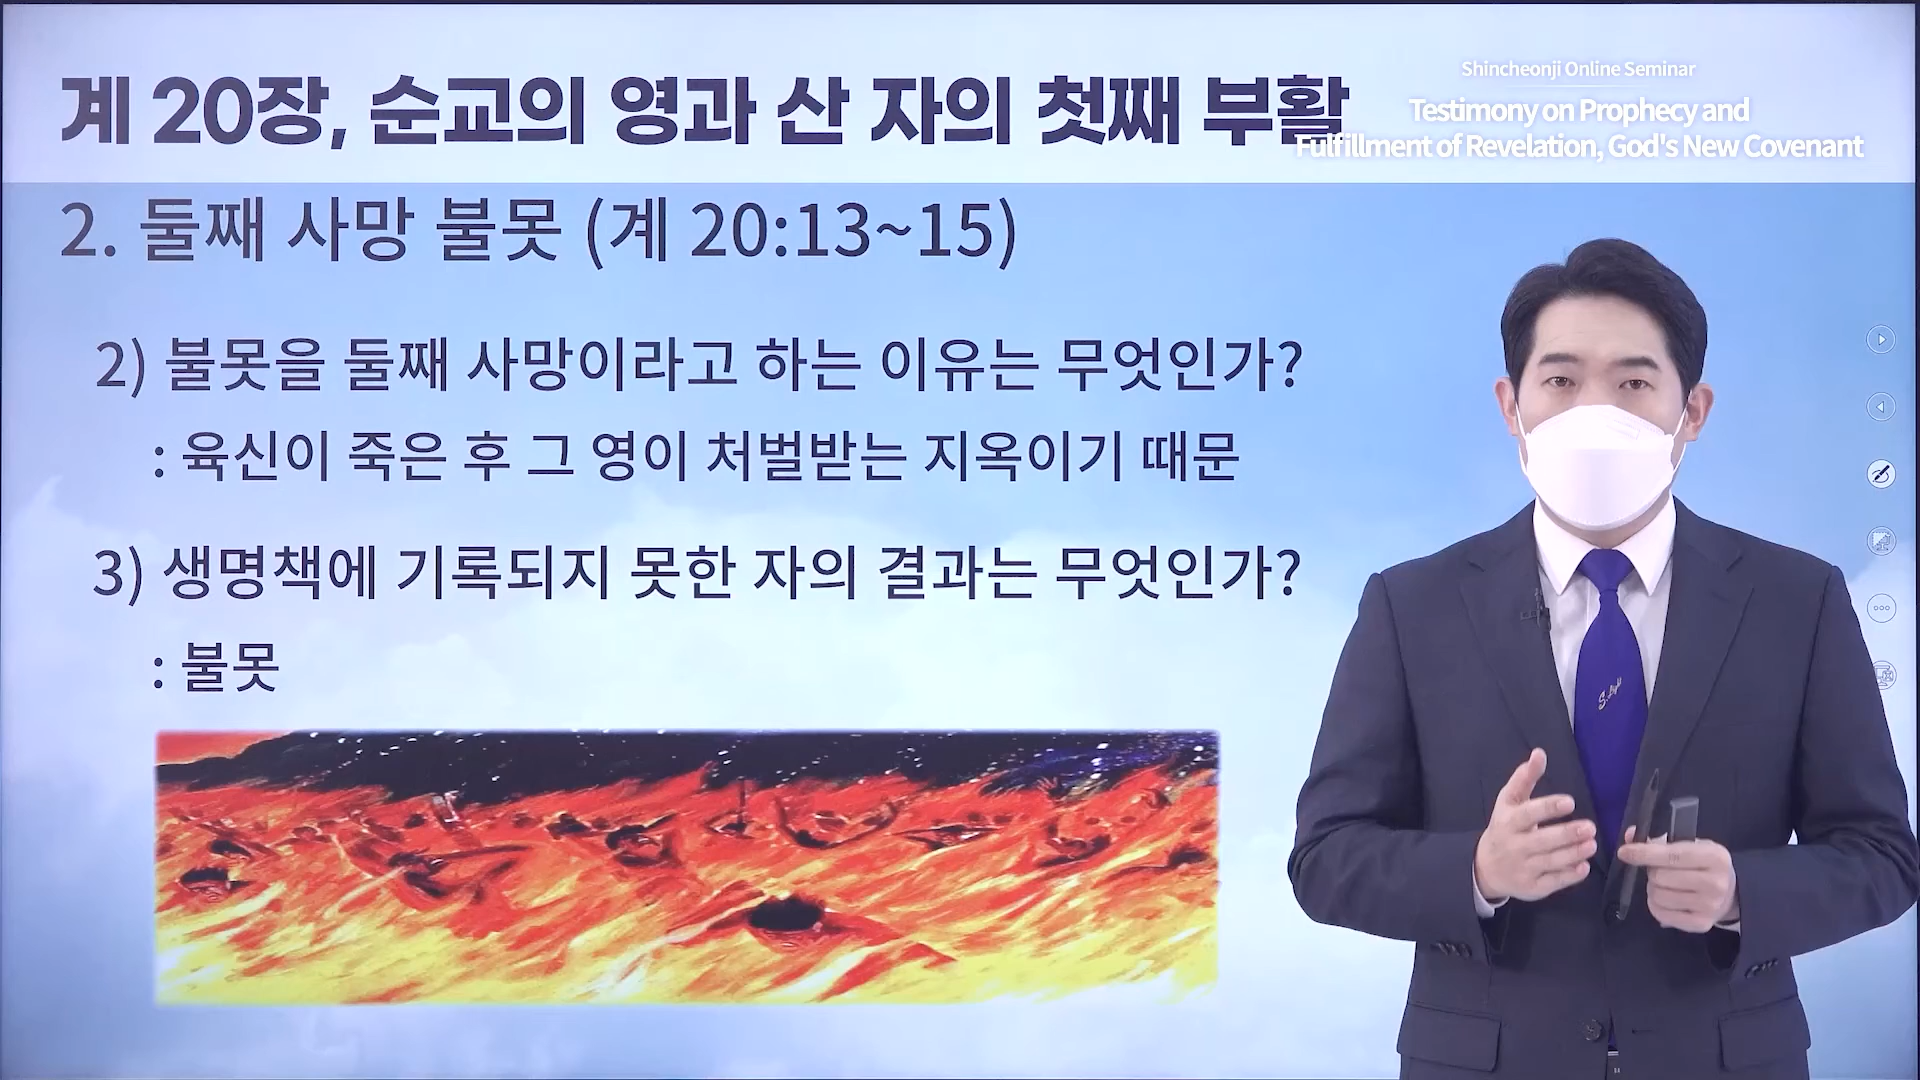 계 20장, 순교의 영과 산 자의 첫째 부활
Shincheonji Online Seminar
Testimony on Prophecy and
Fulfillment of Revelation, God's New Covenant
2. 둘째 사망 불못 (계 20:13~15)
2) 불못을 둘째 사망이라고 하는 이유는 무엇인가?
: 육신이 죽은 후 그 영이 처벌받는 지옥이기 때문
3) 생명책에 기록되지 못한 자의 결과는 무엇인가?
: 불못